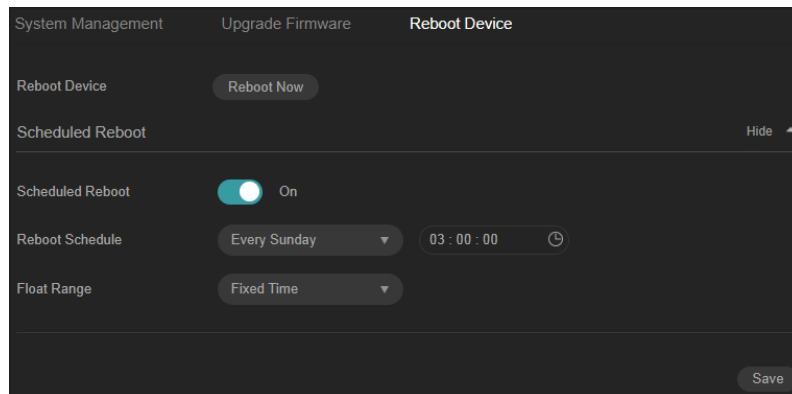 System Management Upgrade Firmware Reboot Device
Reboot Device Reboot Now
Scheduled Reboot Hide
Scheduled Reboot On
Reboot Schedule Every Sunday 03 : 00 : 00
Float Range Fixed Time
Save